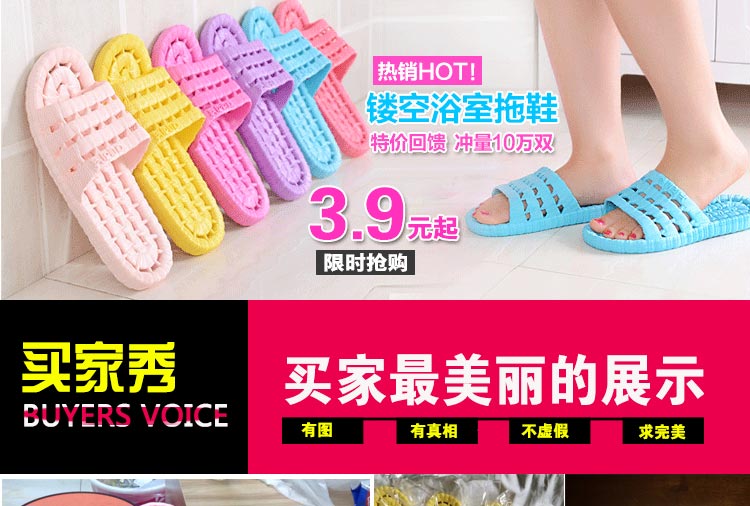 热销HOT!
镂空浴室拖鞋
特价回馈 冲量10万双
3.9元起
限时抢购
买家秀
BUYERS VOICE
买家最美丽的展示
有图 有真相 不虚假 求完美